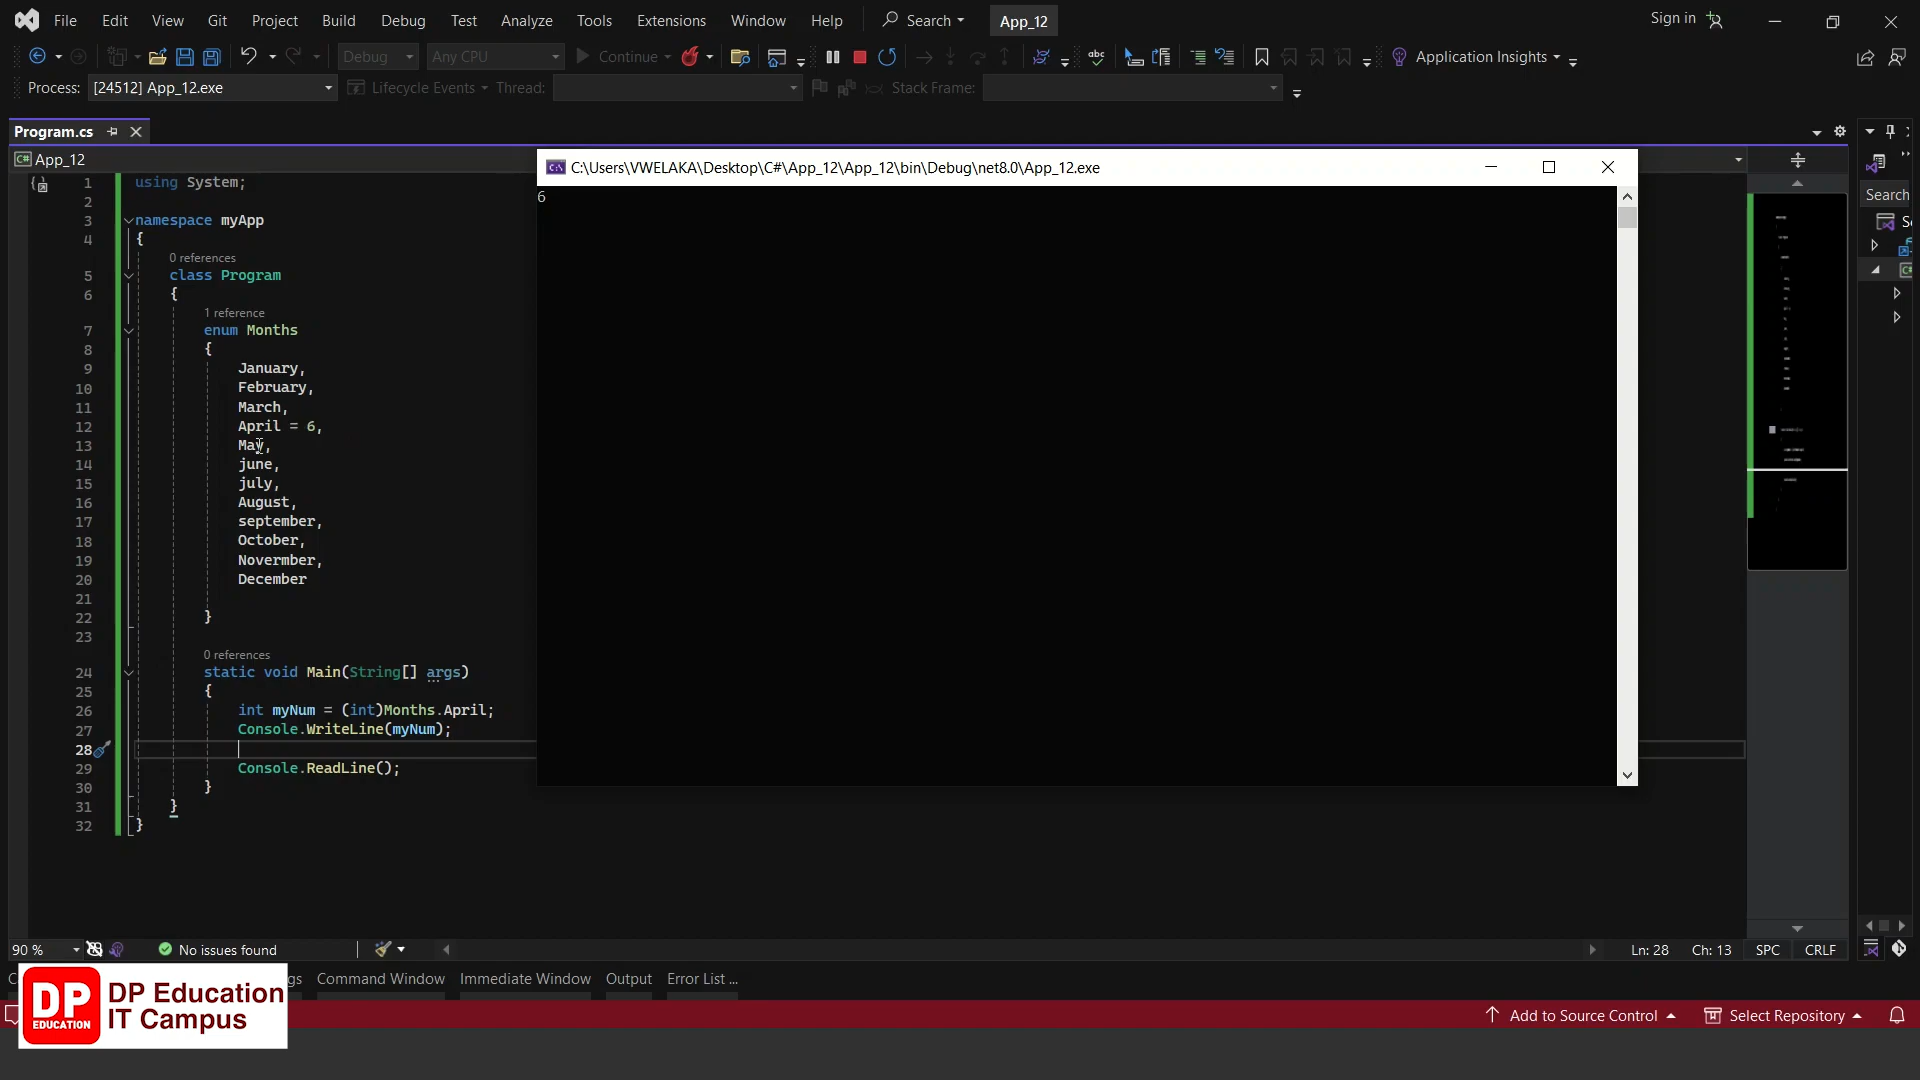 File Edit View Git Project Build Debug Test Analyze Tools Extensions Window Help Search App_12 Sign in
Debug Any CPU Continue Application Insights
Process: [24512] App_12.exe Lifecycle Events Thread: Stack Frame:
Program.cs
C# App_12
C:\Users\VWELAKA\Desktop\C#\App_12\App_12\bin\Debug\net8.0\App_12.exe
6
Search
1 using System;
2
3 namespace myApp
4 {
0 references
5 class Program
6 {
1 reference
7 enum Months
8 {
9 January,
10 February,
11 March,
12 April = 6,
13 May,
14 june,
15 july,
16 August,
17 september,
18 October,
19 Novermber,
20 December
21
22 }
23
0 references
24 static void Main(String[] args)
25 {
26 int myNum = (int)Months.April;
27 Console.WriteLine(myNum);
28
29 Console.ReadLine();
30 }
31 }
32 }
90 % No issues found Ln: 28 Ch: 13 SPC CRLF
Command Window Immediate Window Output Error List ...
DP EDUCATION
DP Education
IT Campus
Add to Source Control Select Repository